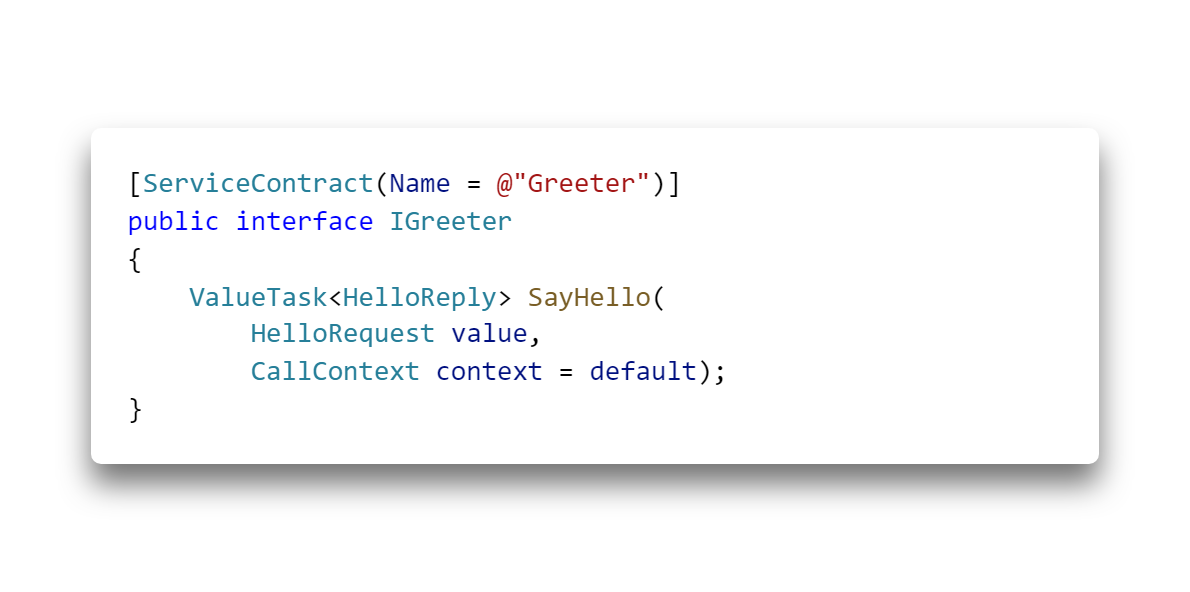 [ServiceContract(Name = @"Greeter")]
public interface IGreeter
{
    ValueTask<HelloReply> SayHello(
        HelloRequest value,
        CallContext context = default);
}